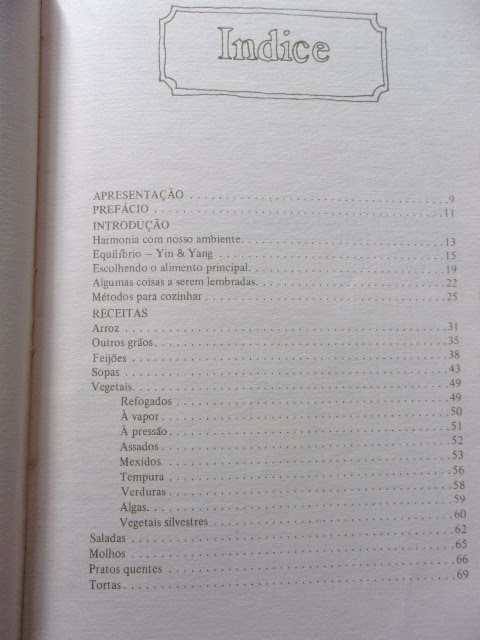 Indice
APRESENTAÇÃO . . . . . . . . . . . . . . . . . . . . . . . . . . . . . . 9
PREFÁCIO . . . . . . . . . . . . . . . . . . . . . . . . . . . . . . 11
INTRODUÇÃO
Harmonia com nosso ambiente. . . . . . . . . . . . . . . . . . . . . . 13
Equilíbrio – Yin & Yang . . . . . . . . . . . . . . . . . . . . . . 15
Escolhendo o alimento principal. . . . . . . . . . . . . . . . . . . . . 19
Algumas coisas a serem lembradas. . . . . . . . . . . . . . . . . . . . 22
Métodos para cozinhar . . . . . . . . . . . . . . . . . . . . . . 25
RECEITAS
Arroz . . . . . . . . . . . . . . . . . . . . . . . . . . . . . . 31
Outros grãos. . . . . . . . . . . . . . . . . . . . . . . . . . . . 35
Feijões . . . . . . . . . . . . . . . . . . . . . . . . . . . . . . 38
Sopas . . . . . . . . . . . . . . . . . . . . . . . . . . . . . . 43
Vegetais. . . . . . . . . . . . . . . . . . . . . . . . . . . . . . 49
Refogados . . . . . . . . . . . . . . . . . . . . . . . . . . 49
À vapor . . . . . . . . . . . . . . . . . . . . . . . . . . 50
À pressão . . . . . . . . . . . . . . . . . . . . . . . . . . 51
Assados . . . . . . . . . . . . . . . . . . . . . . . . . . 52
Mexidos. . . . . . . . . . . . . . . . . . . . . . . . . . 53
Tempura . . . . . . . . . . . . . . . . . . . . . . . . . . 56
Verduras . . . . . . . . . . . . . . . . . . . . . . . . . . 58
Algas. . . . . . . . . . . . . . . . . . . . . . . . . . . 59
Vegetais silvestres . . . . . . . . . . . . . . . . . . . . . . 60
Saladas . . . . . . . . . . . . . . . . . . . . . . . . . . . . . . 62
Molhos . . . . . . . . . . . . . . . . . . . . . . . . . . . . . . 65
Pratos quentes . . . . . . . . . . . . . . . . . . . . . . . . . . 66
Tortas . . . . . . . . . . . . . . . . . . . . . . . . . . . . . . 69